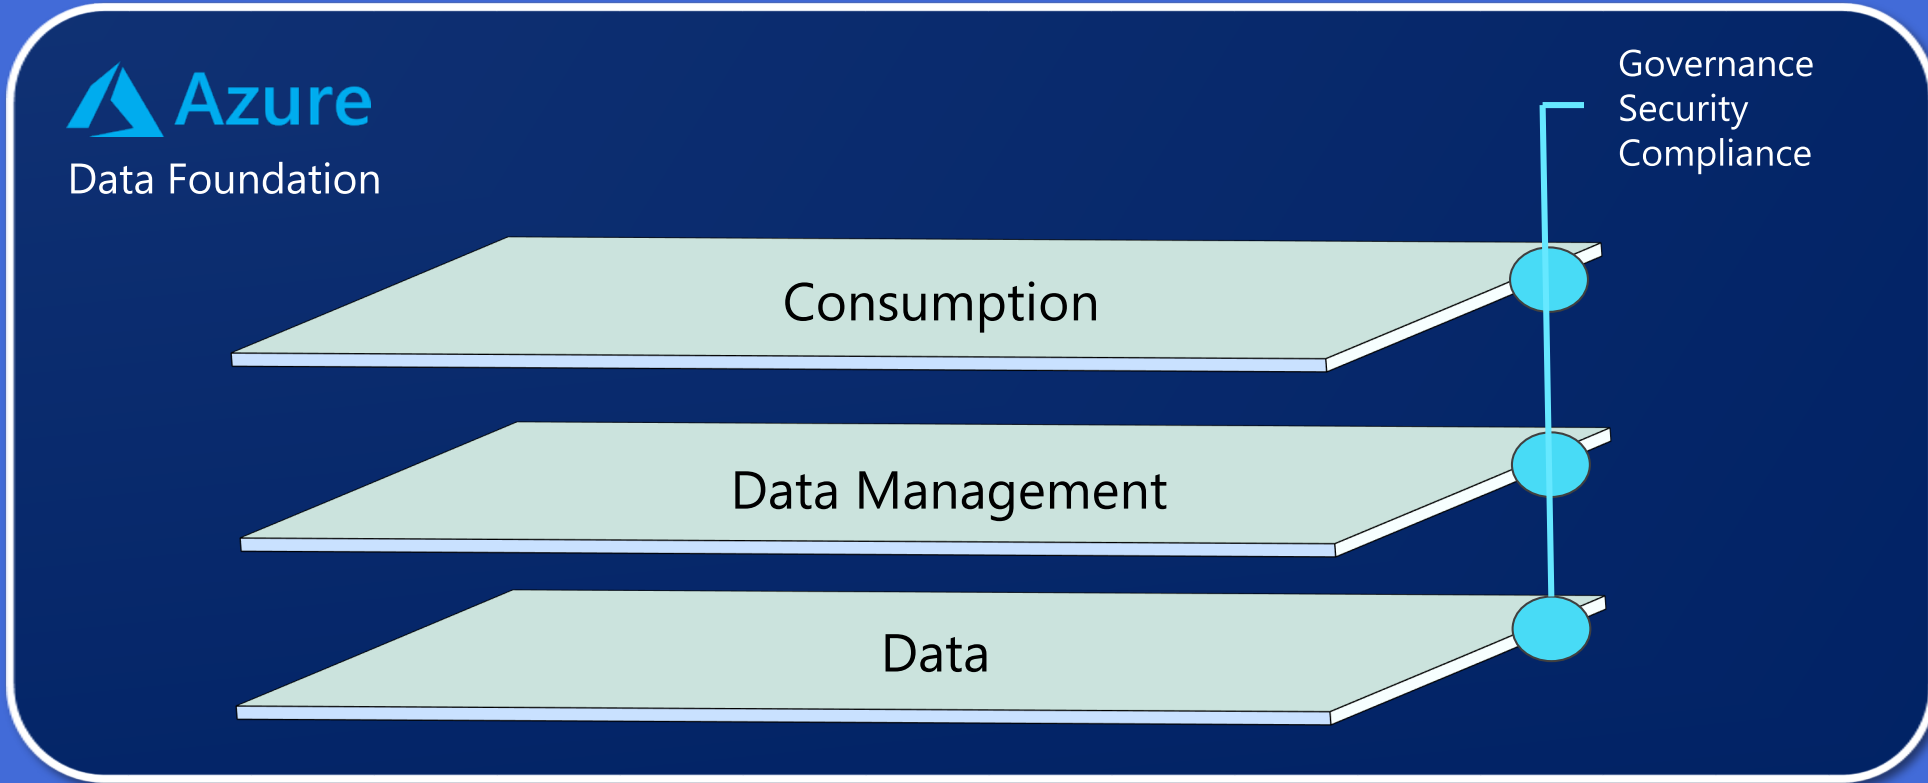 Azure
Data Foundation
Governance
Security
Compliance
Consumption
Data Management
Data